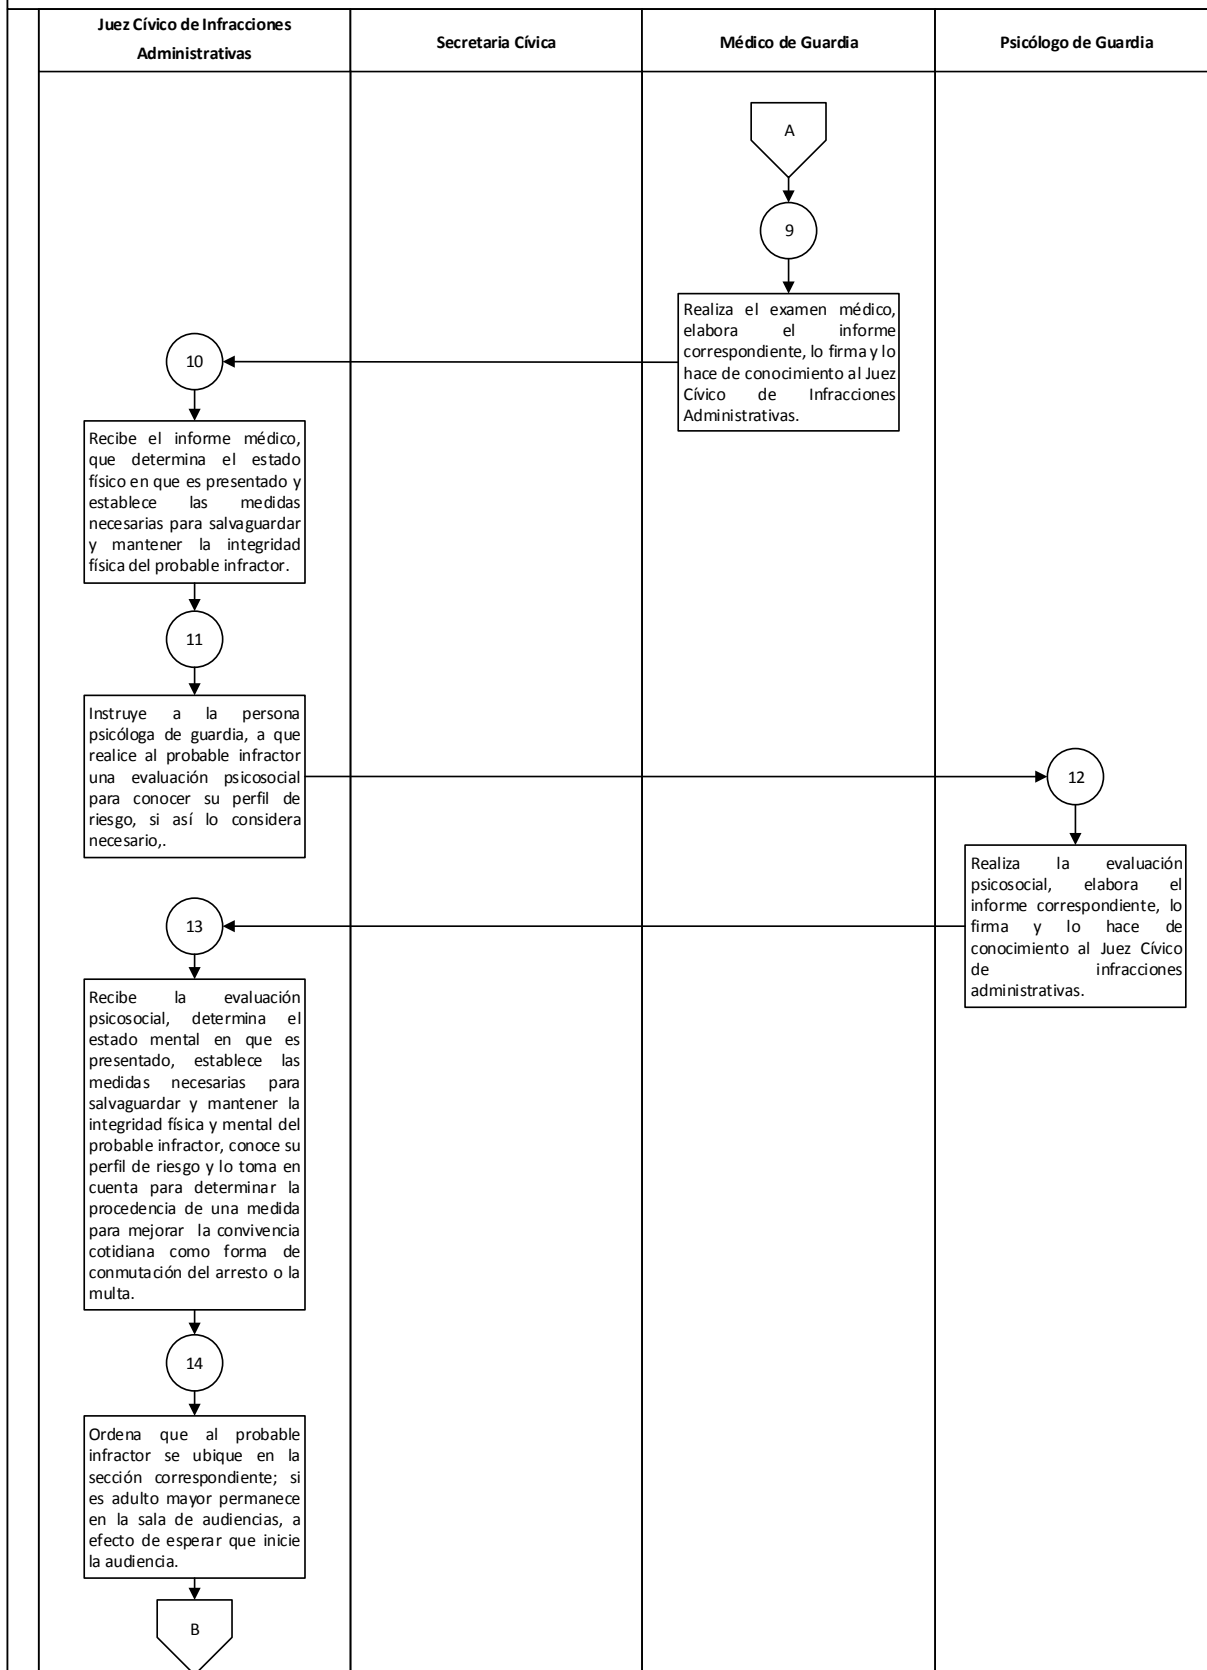 Juez Cívico de Infracciones
Administrativas
Secretaria Cívica
Médico de Guardia
Psicólogo de Guardia
A
9
Realiza el examen médico,
elabora el informe
correspondiente, lo firma y lo
hace de conocimiento al Juez
Cívico de Infracciones
Administrativas.
10
Recibe el informe médico,
que determina el estado
físico en que es presentado y
establece las medidas
necesarias para salvaguardar
y mantener la integridad
física del probable infractor.
11
Instruye a la persona
psicóloga de guardia, a que
realice al probable infractor
una evaluación psicosocial
para conocer su perfil de
riesgo, si así lo considera
necesario,.
12
Realiza la evaluación
psicosocial, elabora el
informe correspondiente, lo
firma y lo hace de
conocimiento al Juez Cívico
de infracciones
administrativas.
13
Recibe la evaluación
psicosocial, determina el
estado mental en que es
presentado, establece las
medidas necesarias para
salvaguardar y mantener la
integridad física y mental del
probable infractor, conoce su
perfil de riesgo y lo toma en
cuenta para determinar la
procedencia de una medida
para mejorar la convivencia
cotidiana como forma de
conmutación del arresto o la
multa.
14
Ordena que al probable
infractor se ubique en la
sección correspondiente; si
es adulto mayor permanece
en la sala de audiencias, a
efecto de esperar que inicie
la audiencia.
B